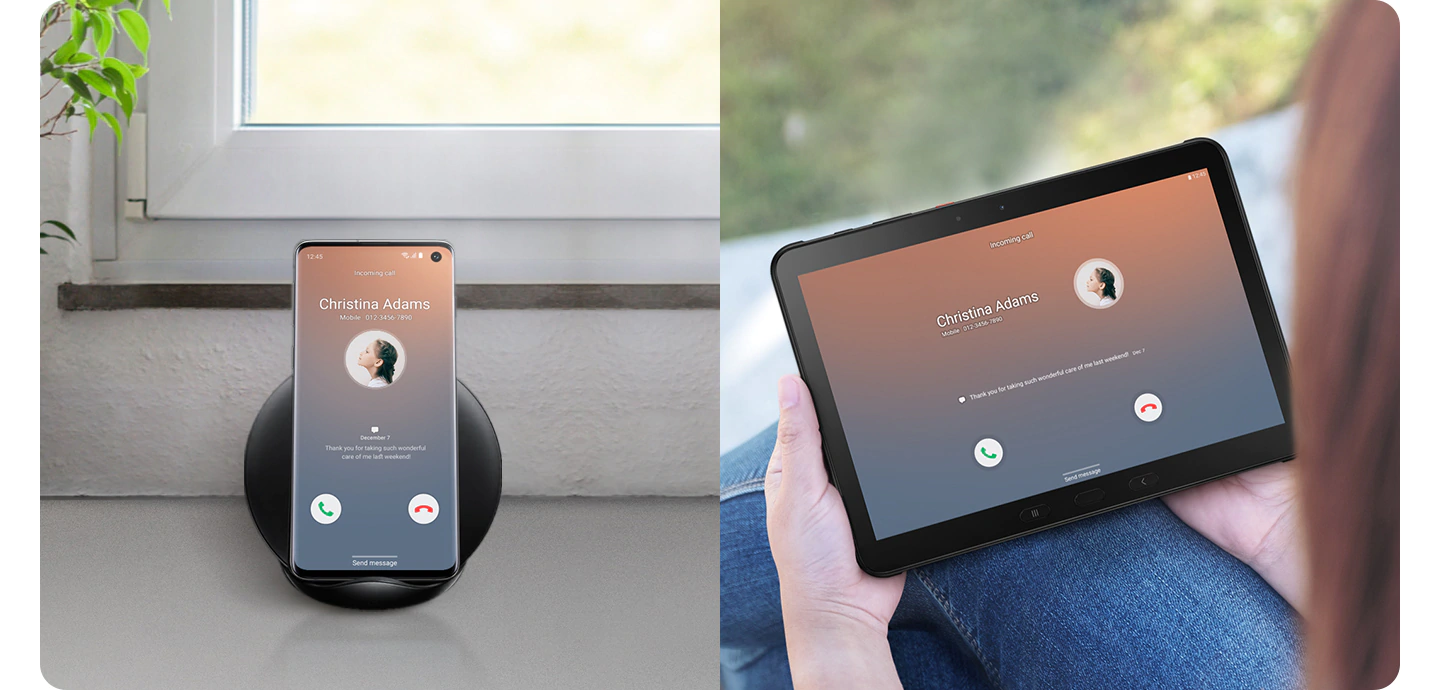 12:45
Incoming call
Christina Adams
Mobile 012-3456-7890
December 7
Thank you for taking such wonderful
care of me last weekend!
Send message
12:45
Incoming call
Christina Adams
Mobile 012-3456-7890
Thank you for taking such wonderful care of me last weekend! Dec 7
Send message